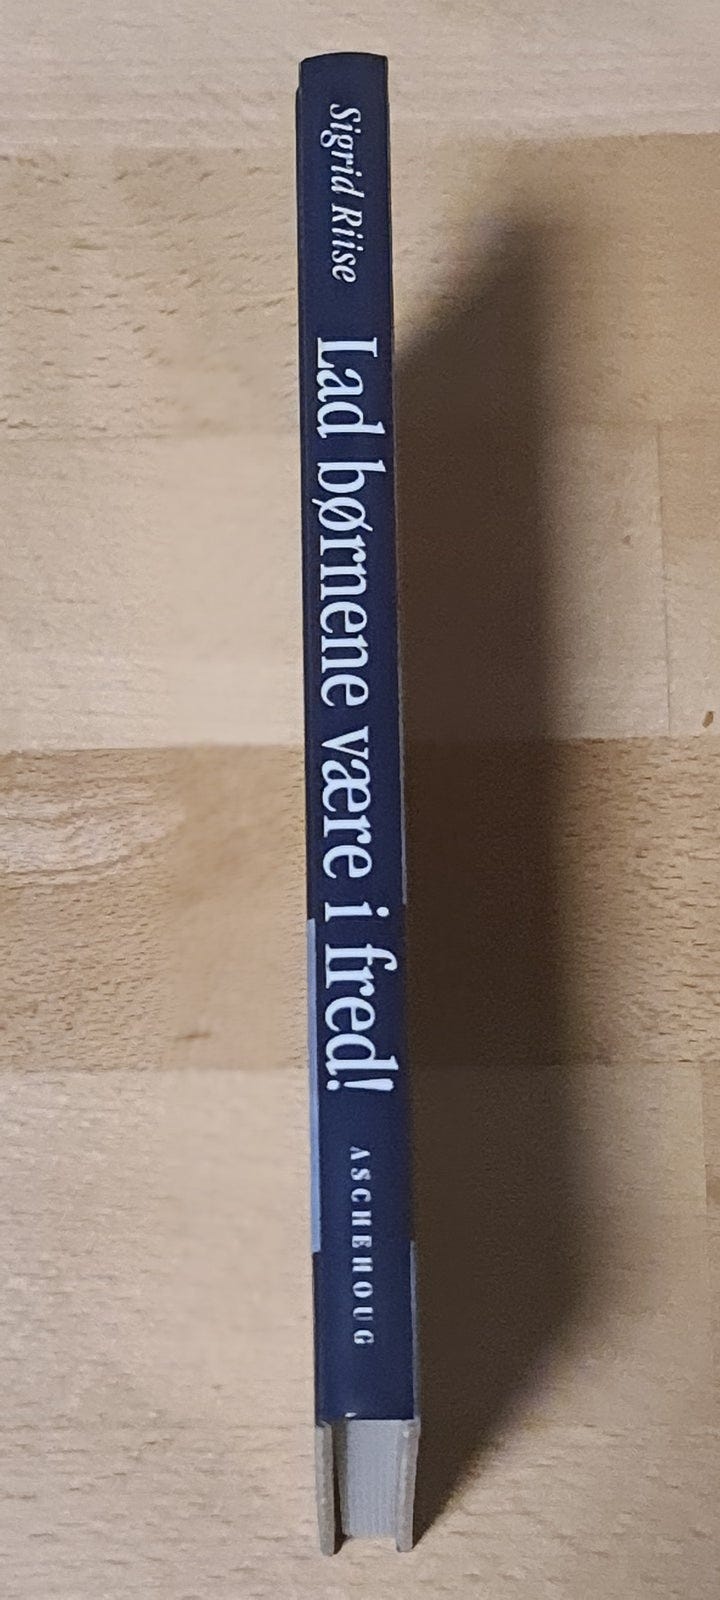 Sigrid Riise
Lad børnene være i fred!
ASCHEHOUG